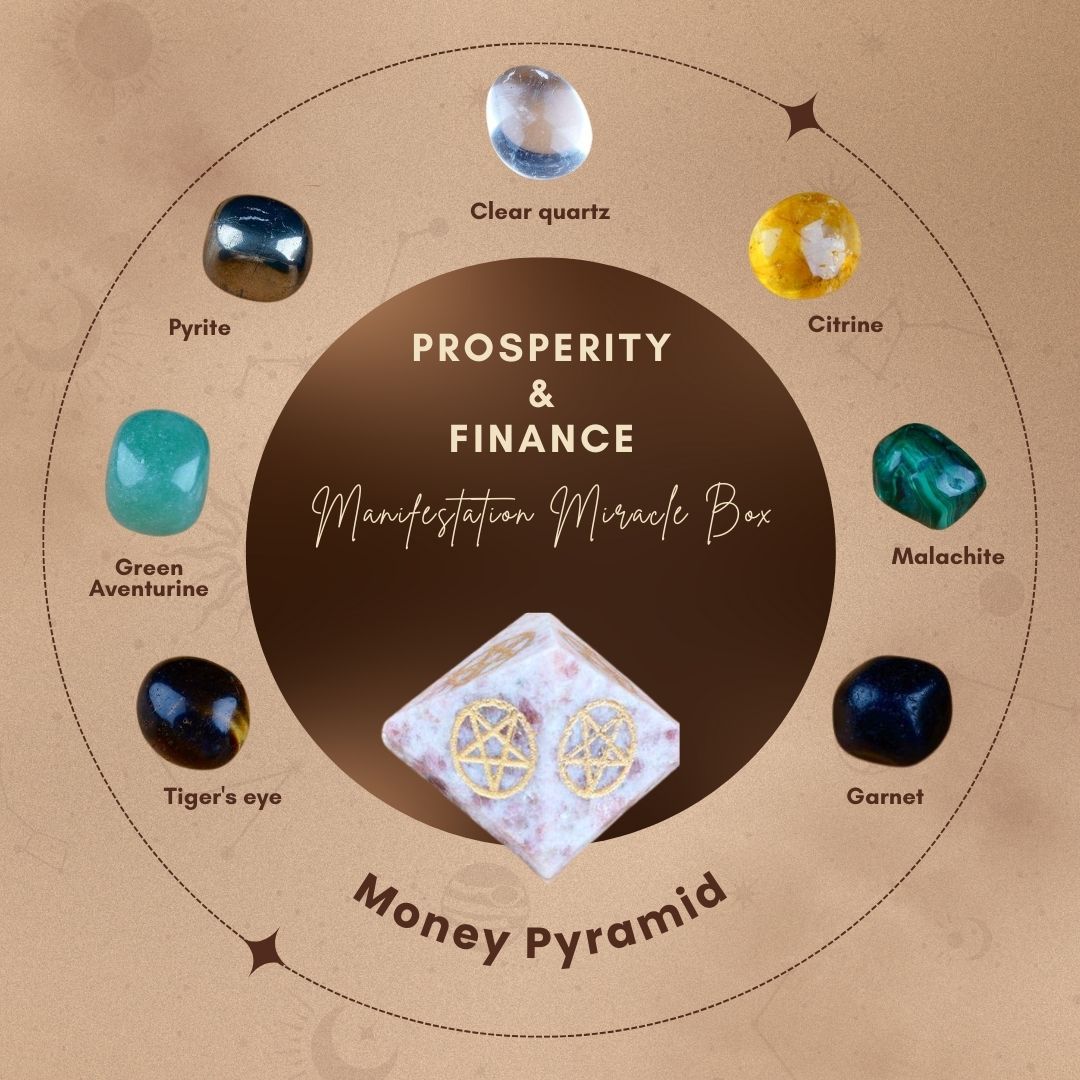 Clear quartz
Pyrite
Citrine
PROSPERITY
&
FINANCE
Manifestation Miracle Box
Green
Aventurine
Malachite
Tiger's eye
Garnet
Money Pyramid